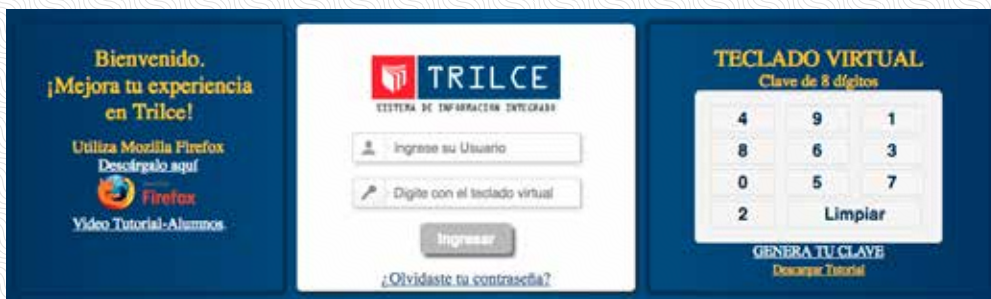 Bienvenido.
¡Mejora tu experiencia
en Trilce!
Utiliza Mozilla Firefox
Descárgalo aquí
Firefox
Video Tutorial-Alumnos
TRILCE
SISTEMA DE INFORMACION INTEGRADO
Ingrese su Usuario
Digite con el teclado virtual
Ingresar
¿Olvidaste tu contraseña?
TECLADO VIRTUAL
Clave de 8 dígitos
4 9 1
8 6 3
0 5 7
2 Limpiar
GENERA TU CLAVE
Descargar Tutorial